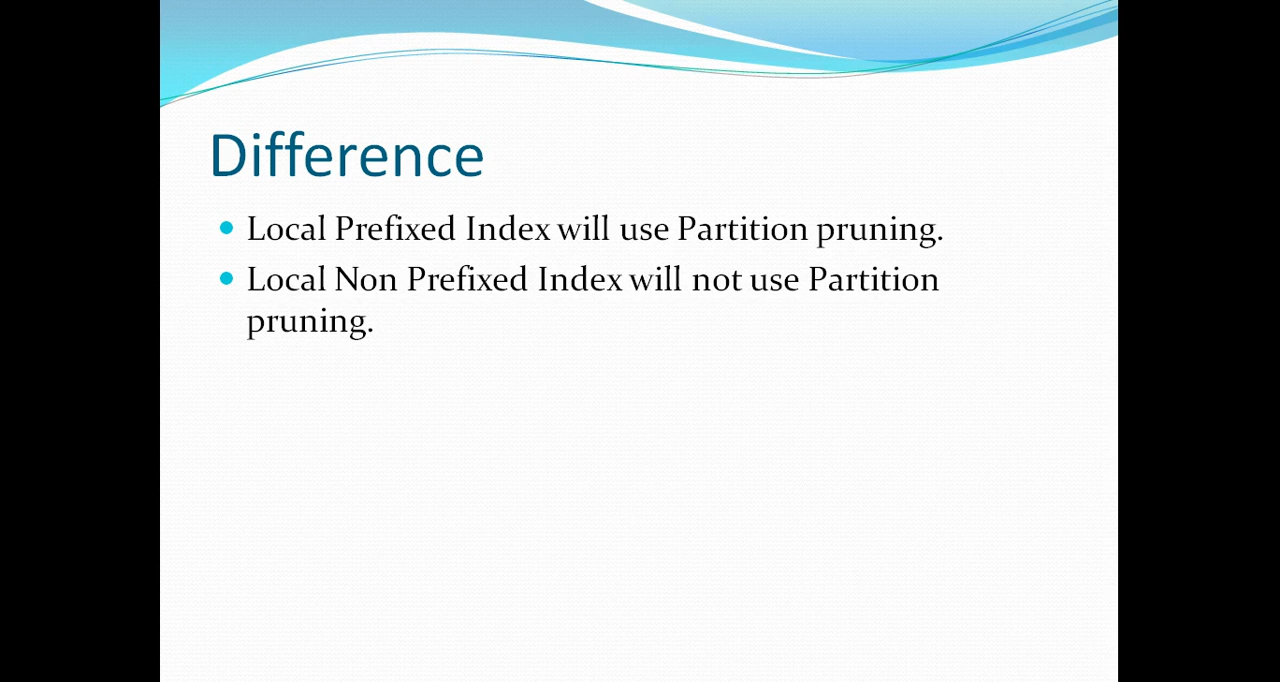 Difference
Local Prefixed Index will use Partition pruning.
Local Non Prefixed Index will not use Partition
pruning.